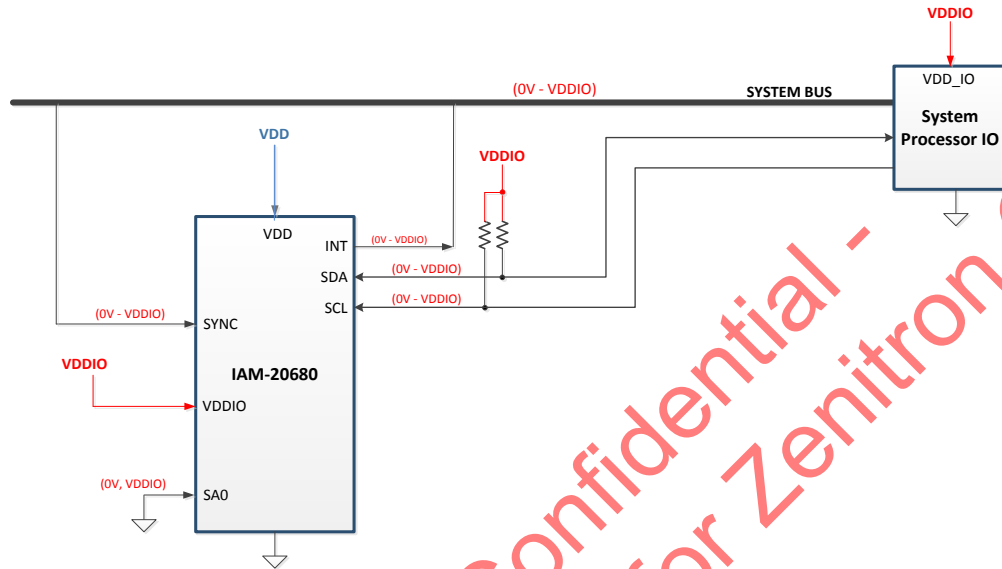 VDDIO
VDD_IO
System
Processor IO
(0V - VDDIO)
SYSTEM BUS
VDD
VDDIO
VDD
INT
(0V - VDDIO)
SDA
(0V - VDDIO)
SCL
(0V - VDDIO)
(0V - VDDIO)
SYNC
IAM-20680
VDDIO
VDDIO
(0V, VDDIO)
SA0
Confidential -
for Zenitron